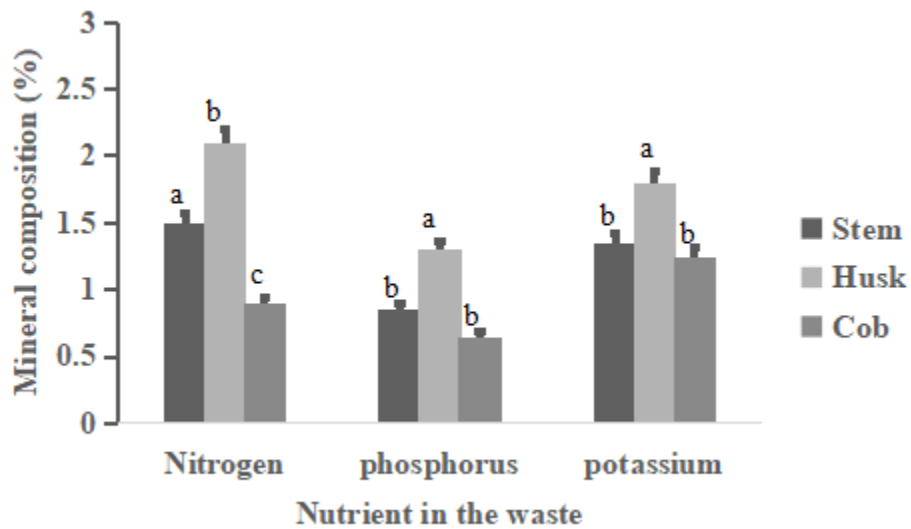 Mineral composition (%)
3
2.5
2
1.5
1
0.5
0
a
b
c
b
a
b
b
a
b
Nitrogen
phosphorus
potassium
Nutrient in the waste
Stem
Husk
Cob